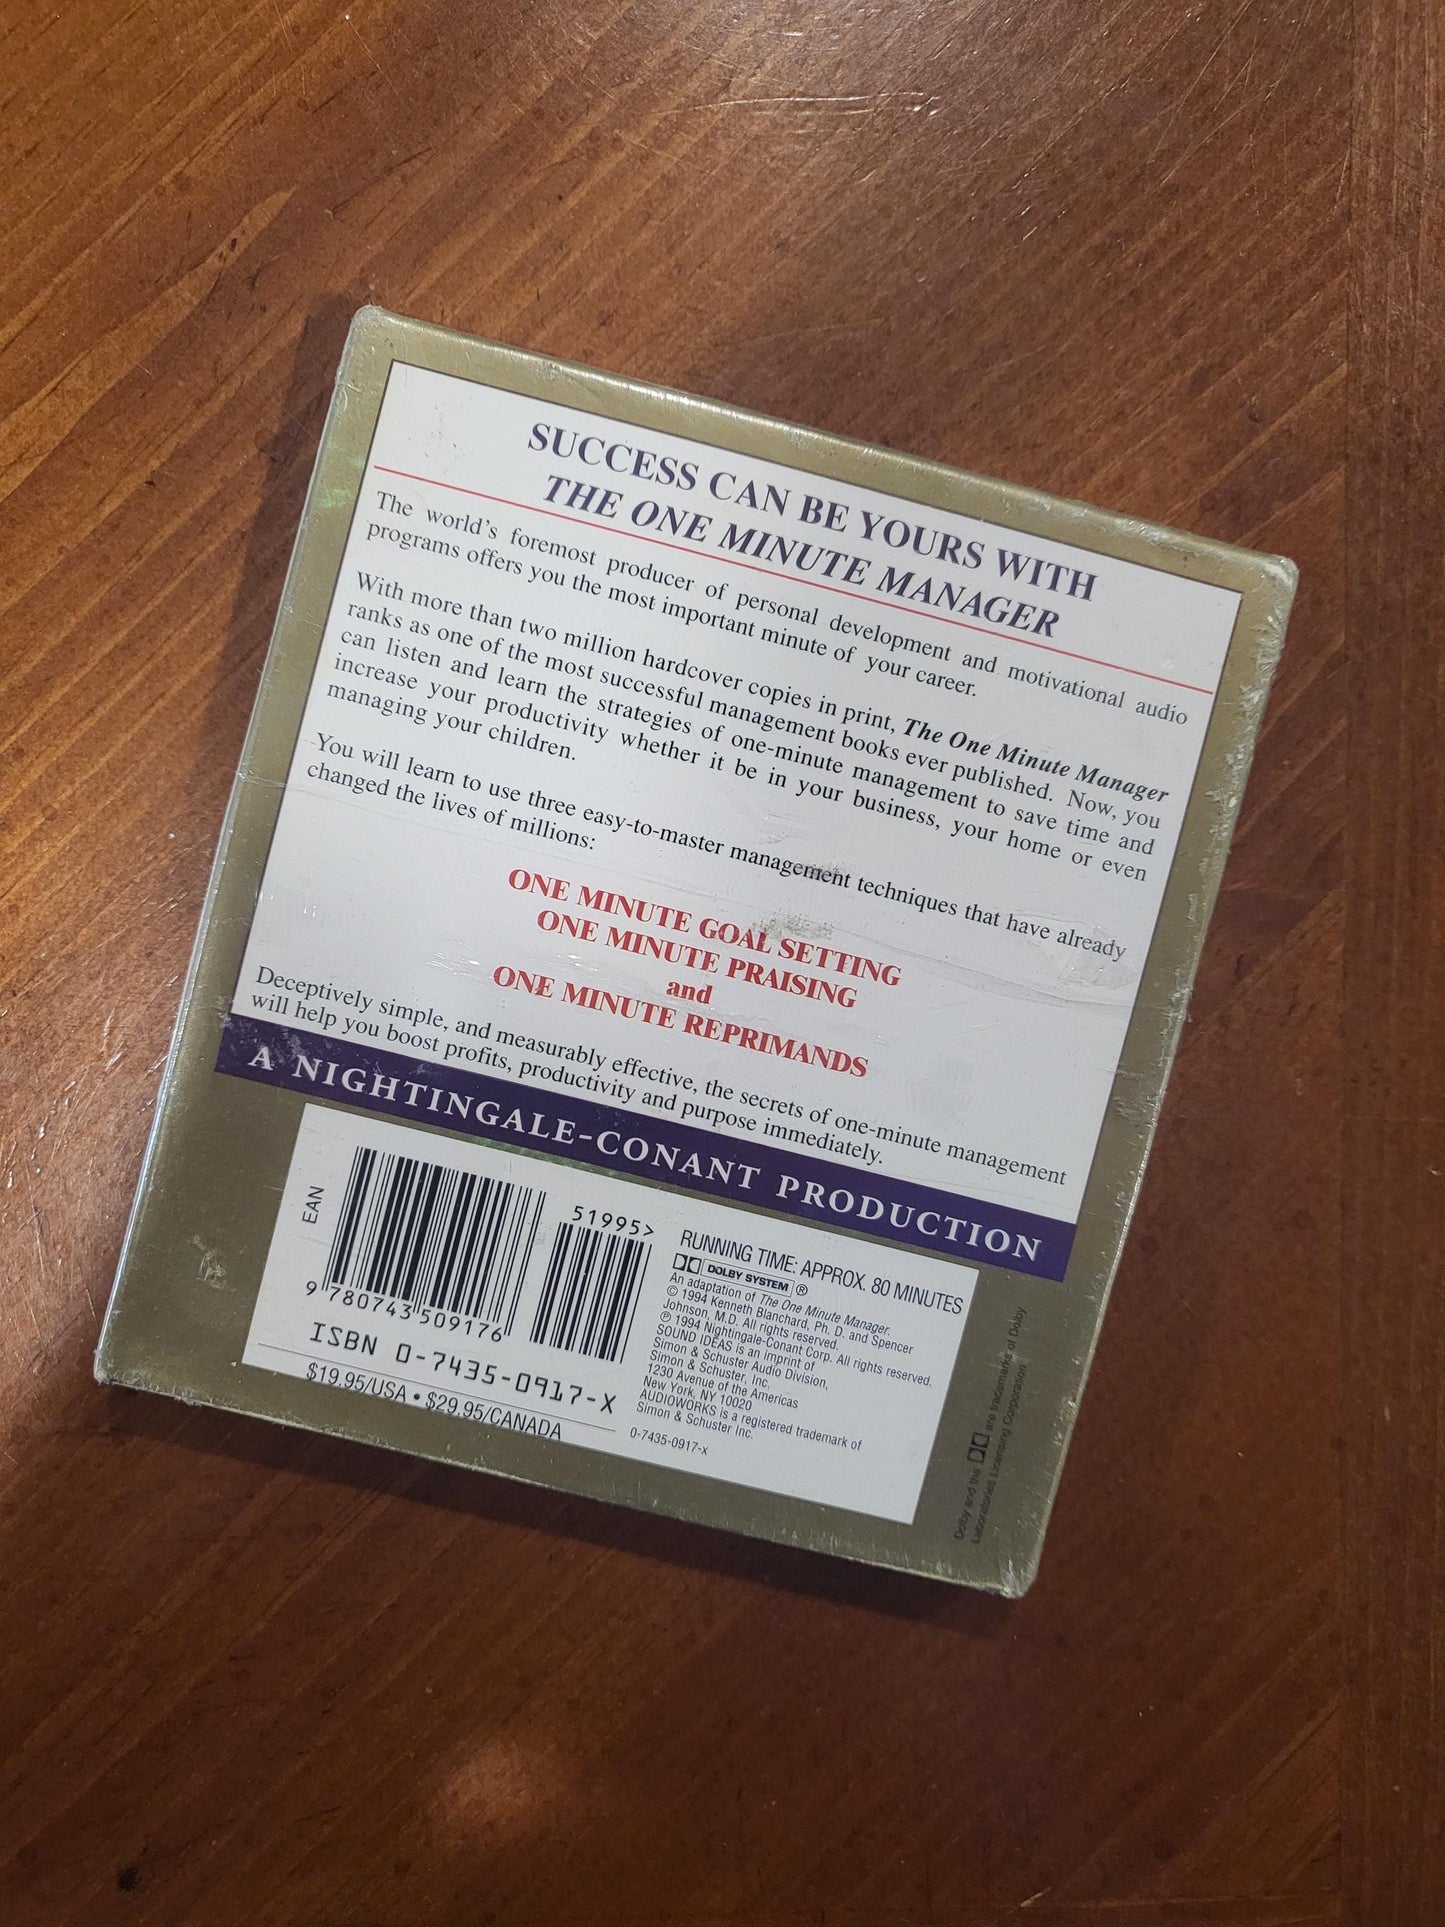 SUCCESS CAN BE YOURS WITH
THE ONE MINUTE MANAGER
The world's foremost producer of personal development and motivational audio
programs offers you the most important minute of your career.
With more than two million hardcover copies in print, The One Minute Manager
ranks as one of the most successful management books ever published. Now, you
can listen and learn the strategies of one-minute management to save time and
increase your productivity whether it be in your business, your home or even
managing your children.
You will learn to use three easy-to-master management techniques that have already
changed the lives of millions:
ONE MINUTE GOAL SETTING
ONE MINUTE PRAISING
and
ONE MINUTE REPRIMANDS
Deceptively simple, and measurably effective, the secrets of one-minute management
will help you boost profits, productivity and purpose immediately.
A NIGHTINGALE-CONANT PRODUCTION
EAN
51995>
9 780743 509176
ISBN 0-7435-0917-X
$19.95/USA • $29.95/CANADA
RUNNING TIME: APPROX. 80 MINUTES
DOLBY SYSTEM ®
An adaptation of The One Minute Manager.
© 1994 Kenneth Blanchard, Ph. D. and Spencer
Johnson, M.D. All rights reserved.
℗ 1994 Nightingale-Conant Corp. All rights reserved.
SOUND IDEAS is an imprint of
Simon & Schuster Audio Division,
Simon & Schuster, Inc.
1230 Avenue of the Americas
New York, NY 10020
AUDIOWORKS is a registered trademark of
Simon & Schuster Inc.
0-7435-0917-x
Dolby and the are trademarks of Dolby
Laboratories Licensing Corporation